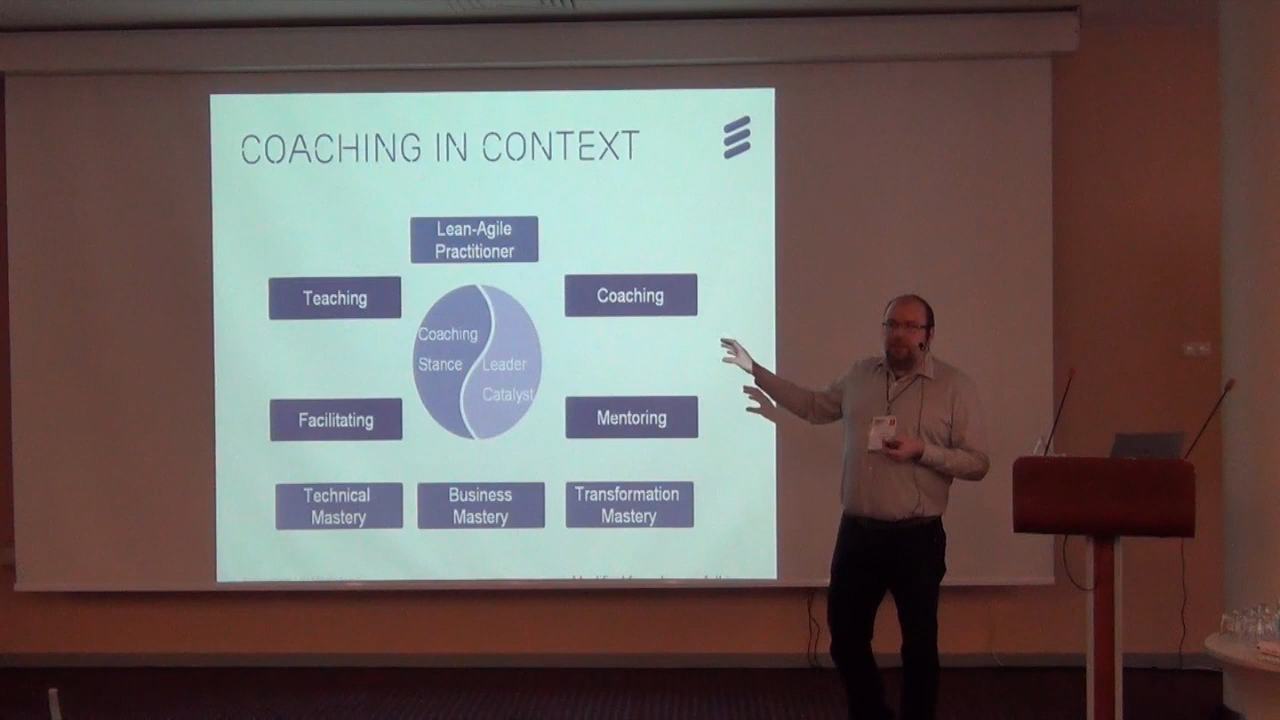 COACHING IN CONTEXT
Lean-Agile
Practitioner
Teaching
Coaching
Coaching
Stance
Leader
Catalyst
Facilitating
Mentoring
Technical
Mastery
Business
Mastery
Transformation
Mastery